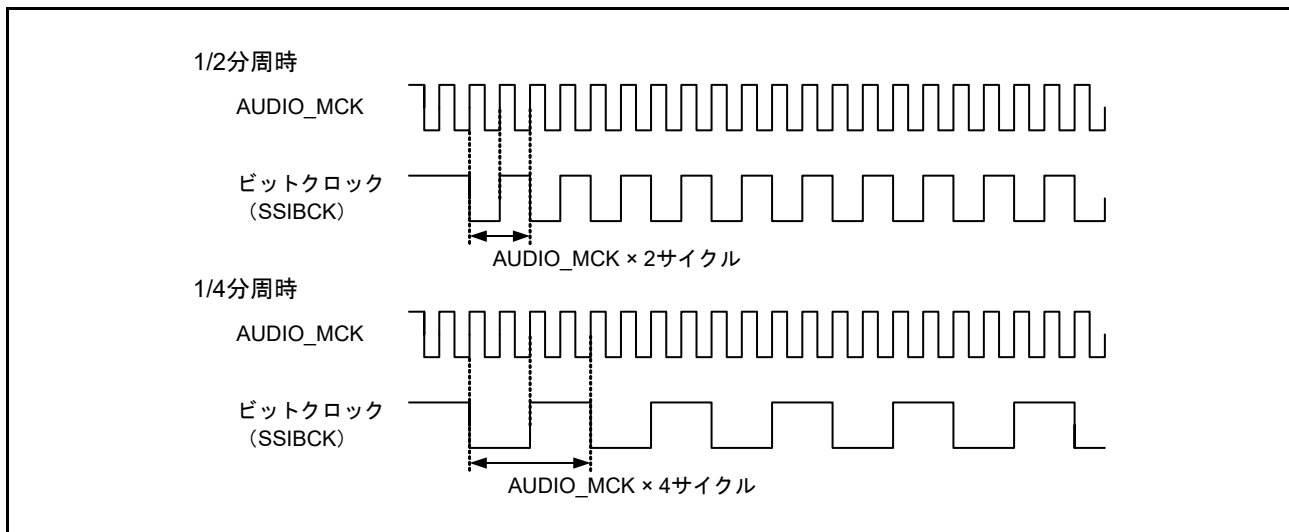 1/2分周時
AUDIO_MCK
ビットクロック
（SSIBCK）
AUDIO_MCK × 2サイクル
1/4分周時
AUDIO_MCK
ビットクロック
（SSIBCK）
AUDIO_MCK × 4サイクル